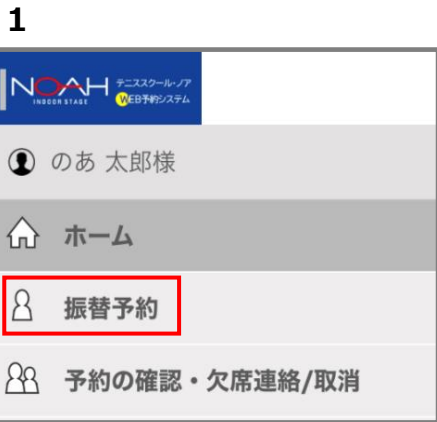 1
NOAH
INDOOR STAGE
テニススクール・ノア
WEB予約システム
のあ 太郎様
ホーム
振替予約
予約の確認・欠席連絡/取消